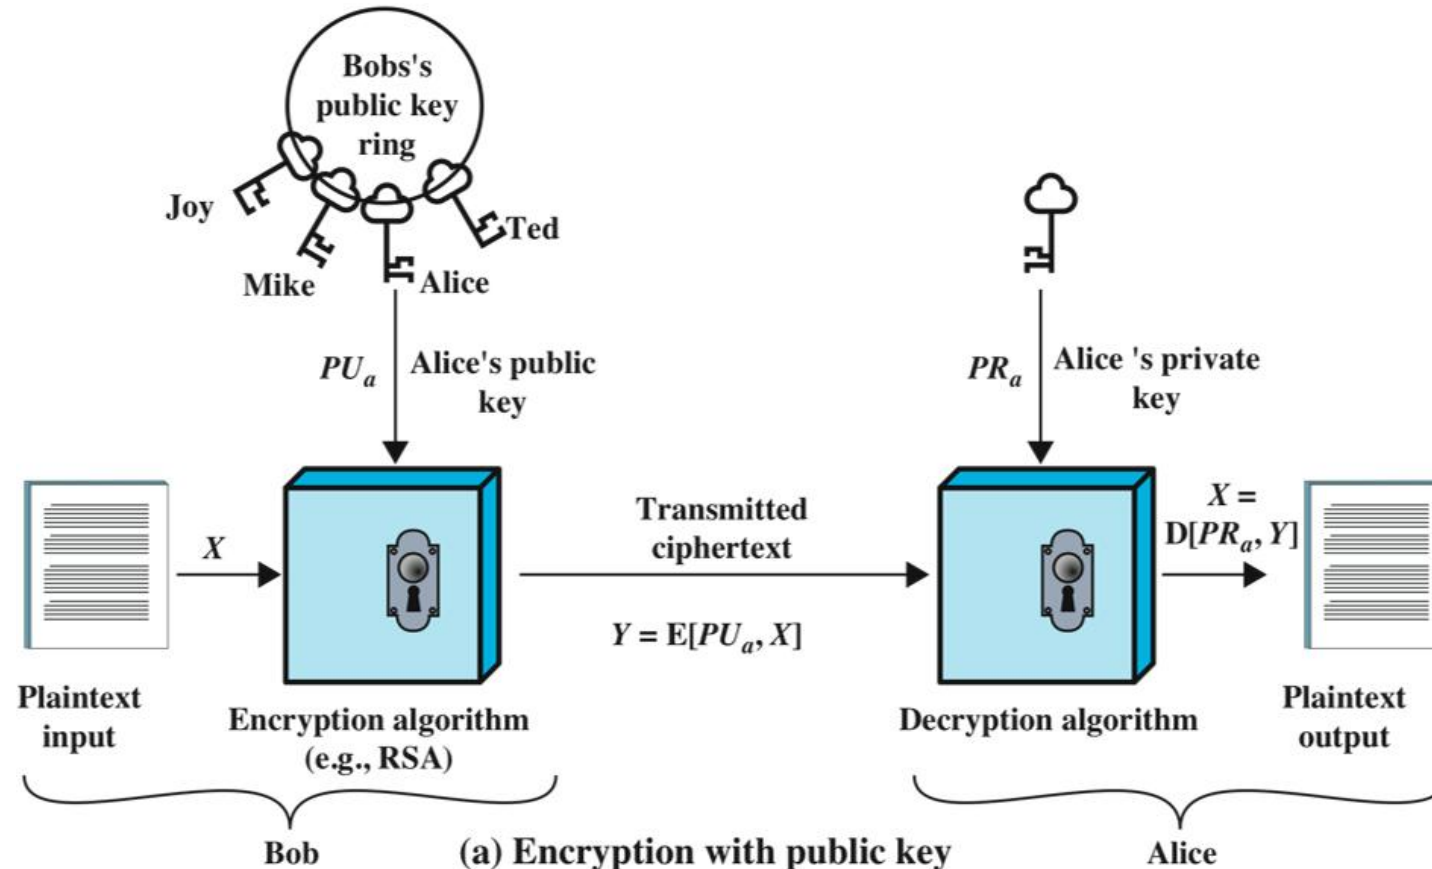 Bobs's
public key
ring
Joy
Ted
Mike
Alice
PUa
Alice's public
key
PRa
Alice 's private
key
X
Transmitted
ciphertext
Y = E[PUa, X]
X =
D[PRa, Y]
Plaintext
input
Encryption algorithm
(e.g., RSA)
Decryption algorithm
Plaintext
output
Bob
(a) Encryption with public key
Alice